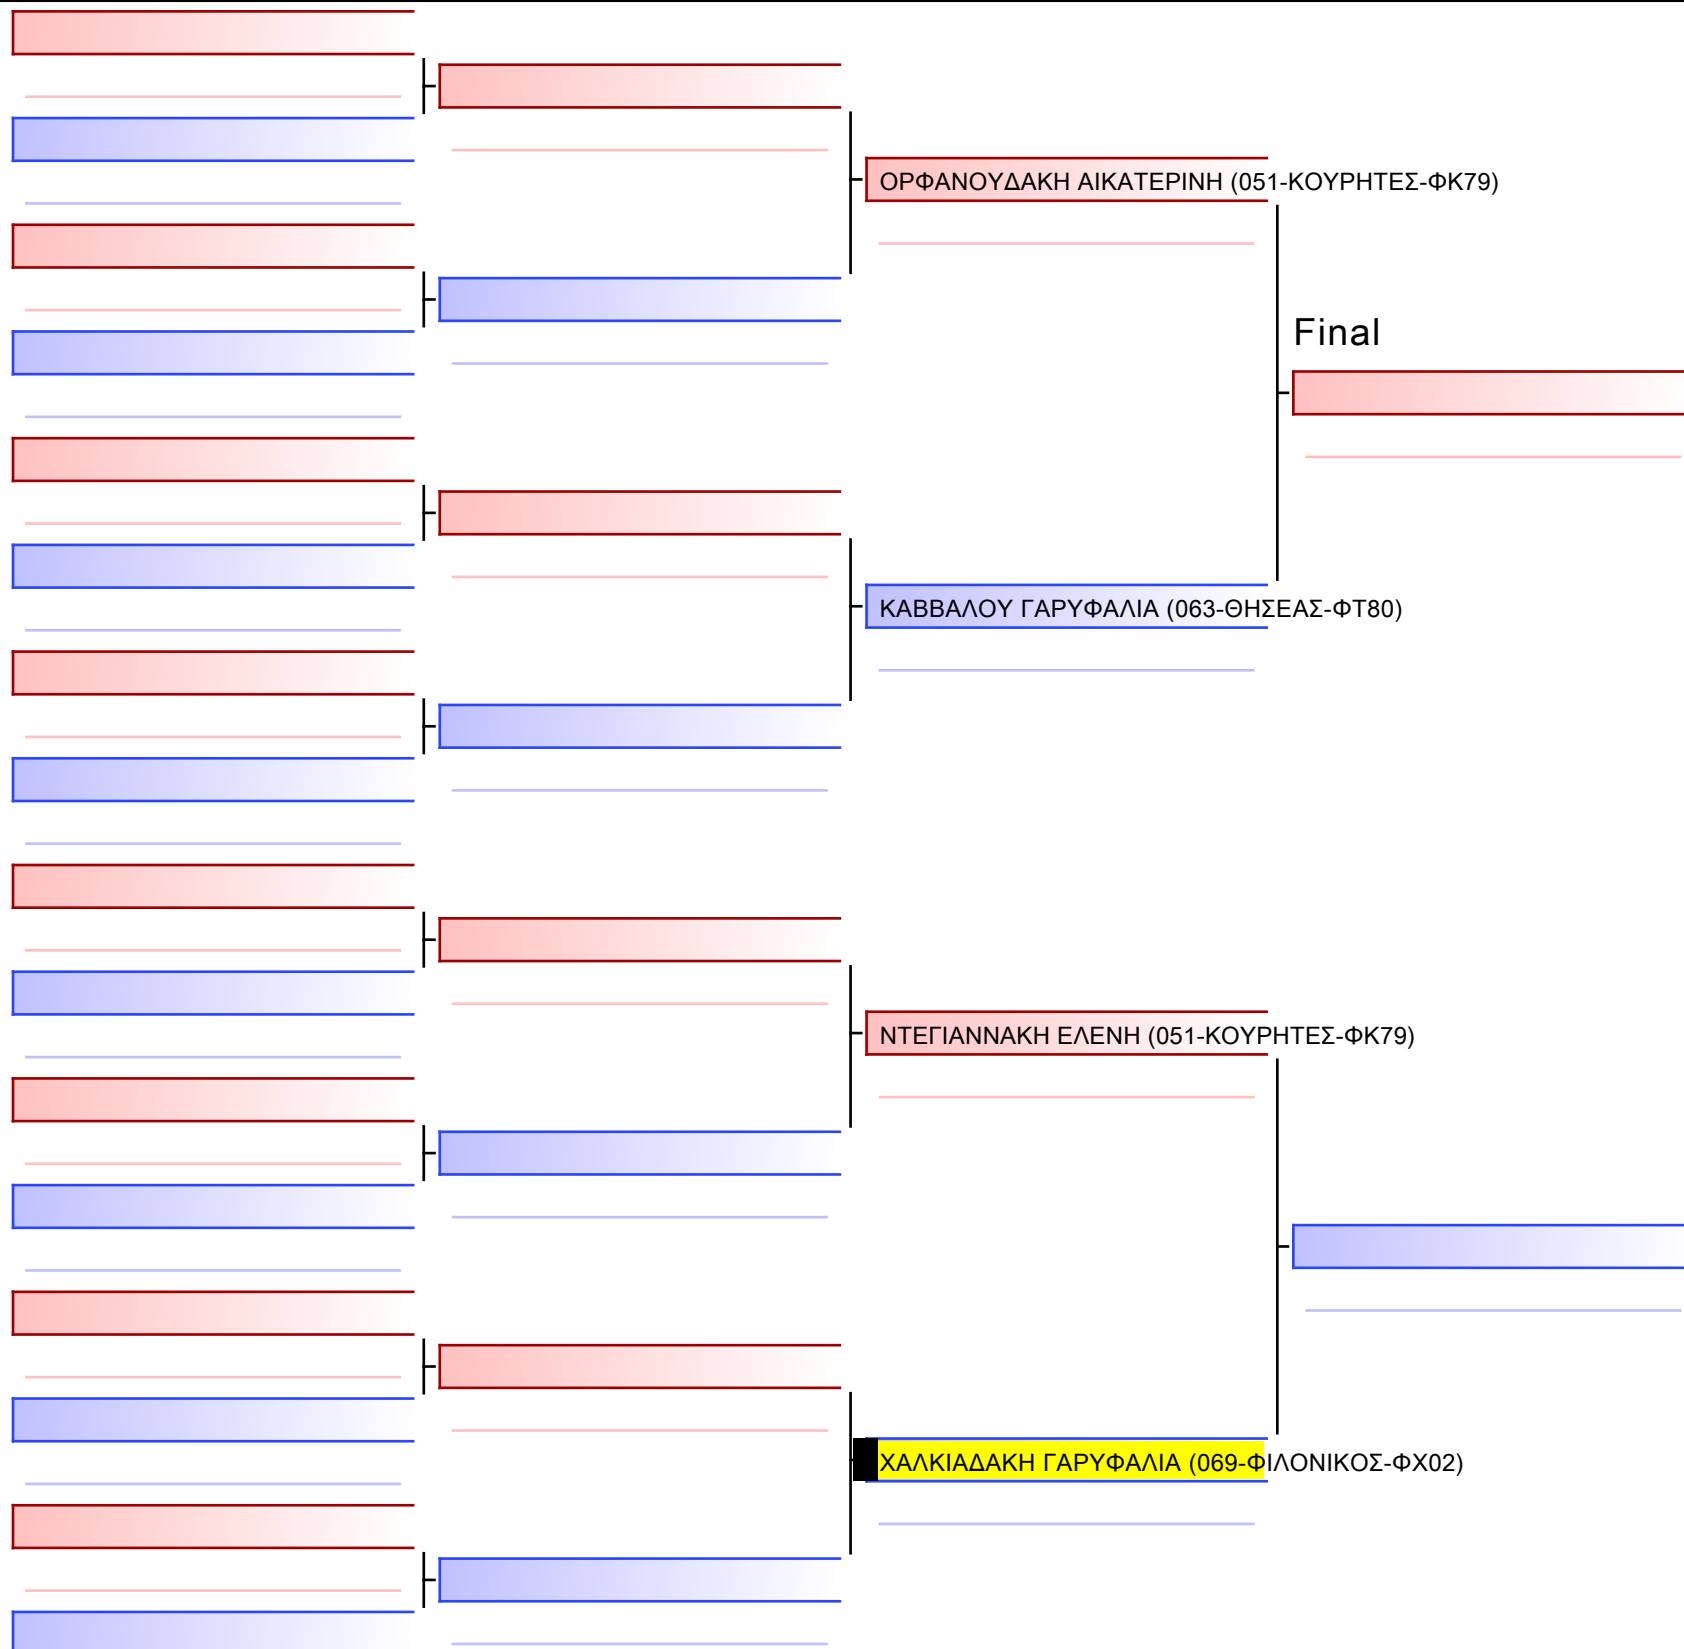 ΟΡΦΑΝΟΥΔΑΚΗ ΑΙΚΑΤΕΡΙΝΗ (051-ΚΟΥΡΗΤΕΣ-ΦΚ79)
Final
ΚΑΒΒΑΛΟΥ ΓΑΡΥΦΑΛΙΑ (063-ΘΗΣΕΑΣ-ΦΤ80)
ΝΤΕΓΙΑΝΝΑΚΗ ΕΛΕΝΗ (051-ΚΟΥΡΗΤΕΣ-ΦΚ79)
ΧΑΛΚΙΑΔΑΚΗ ΓΑΡΥΦΑΛΙΑ (069-ΦΙΛΟΝΙΚΟΣ-ΦΧ02)